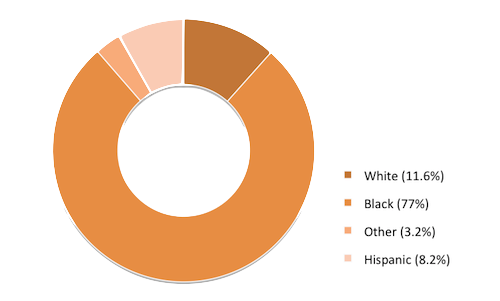 White (11.6%)
Black (77%)
Other (3.2%)
Hispanic (8.2%)